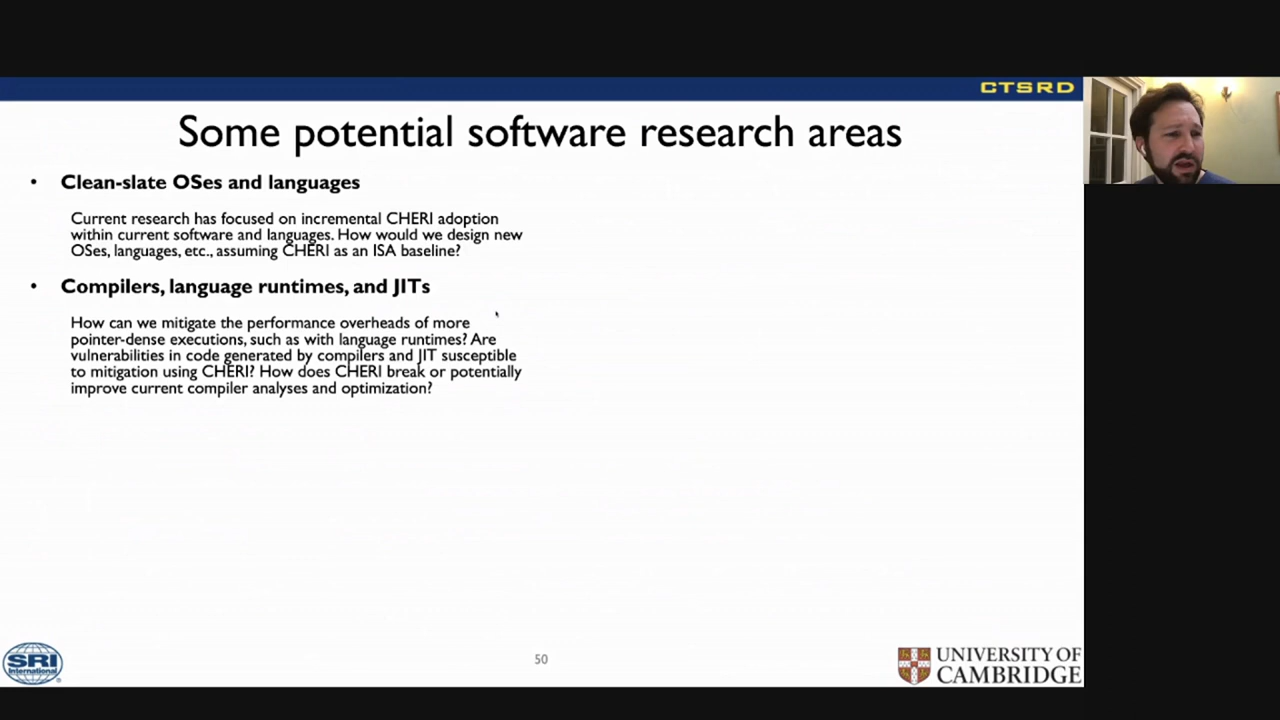 CTSRD
Some potential software research areas
• Clean-slate OSes and languages
Current research has focused on incremental CHERI adoption
within current software and languages. How would we design new
OSes, languages, etc., assuming CHERI as an ISA baseline?
• Compilers, language runtimes, and JITs
How can we mitigate the performance overheads of more
pointer-dense executions, such as with language runtimes? Are
vulnerabilities in code generated by compilers and JIT susceptible
to mitigation using CHERI? How does CHERI break or potentially
improve current compiler analyses and optimization?
SRI
International
50
UNIVERSITY OF
CAMBRIDGE